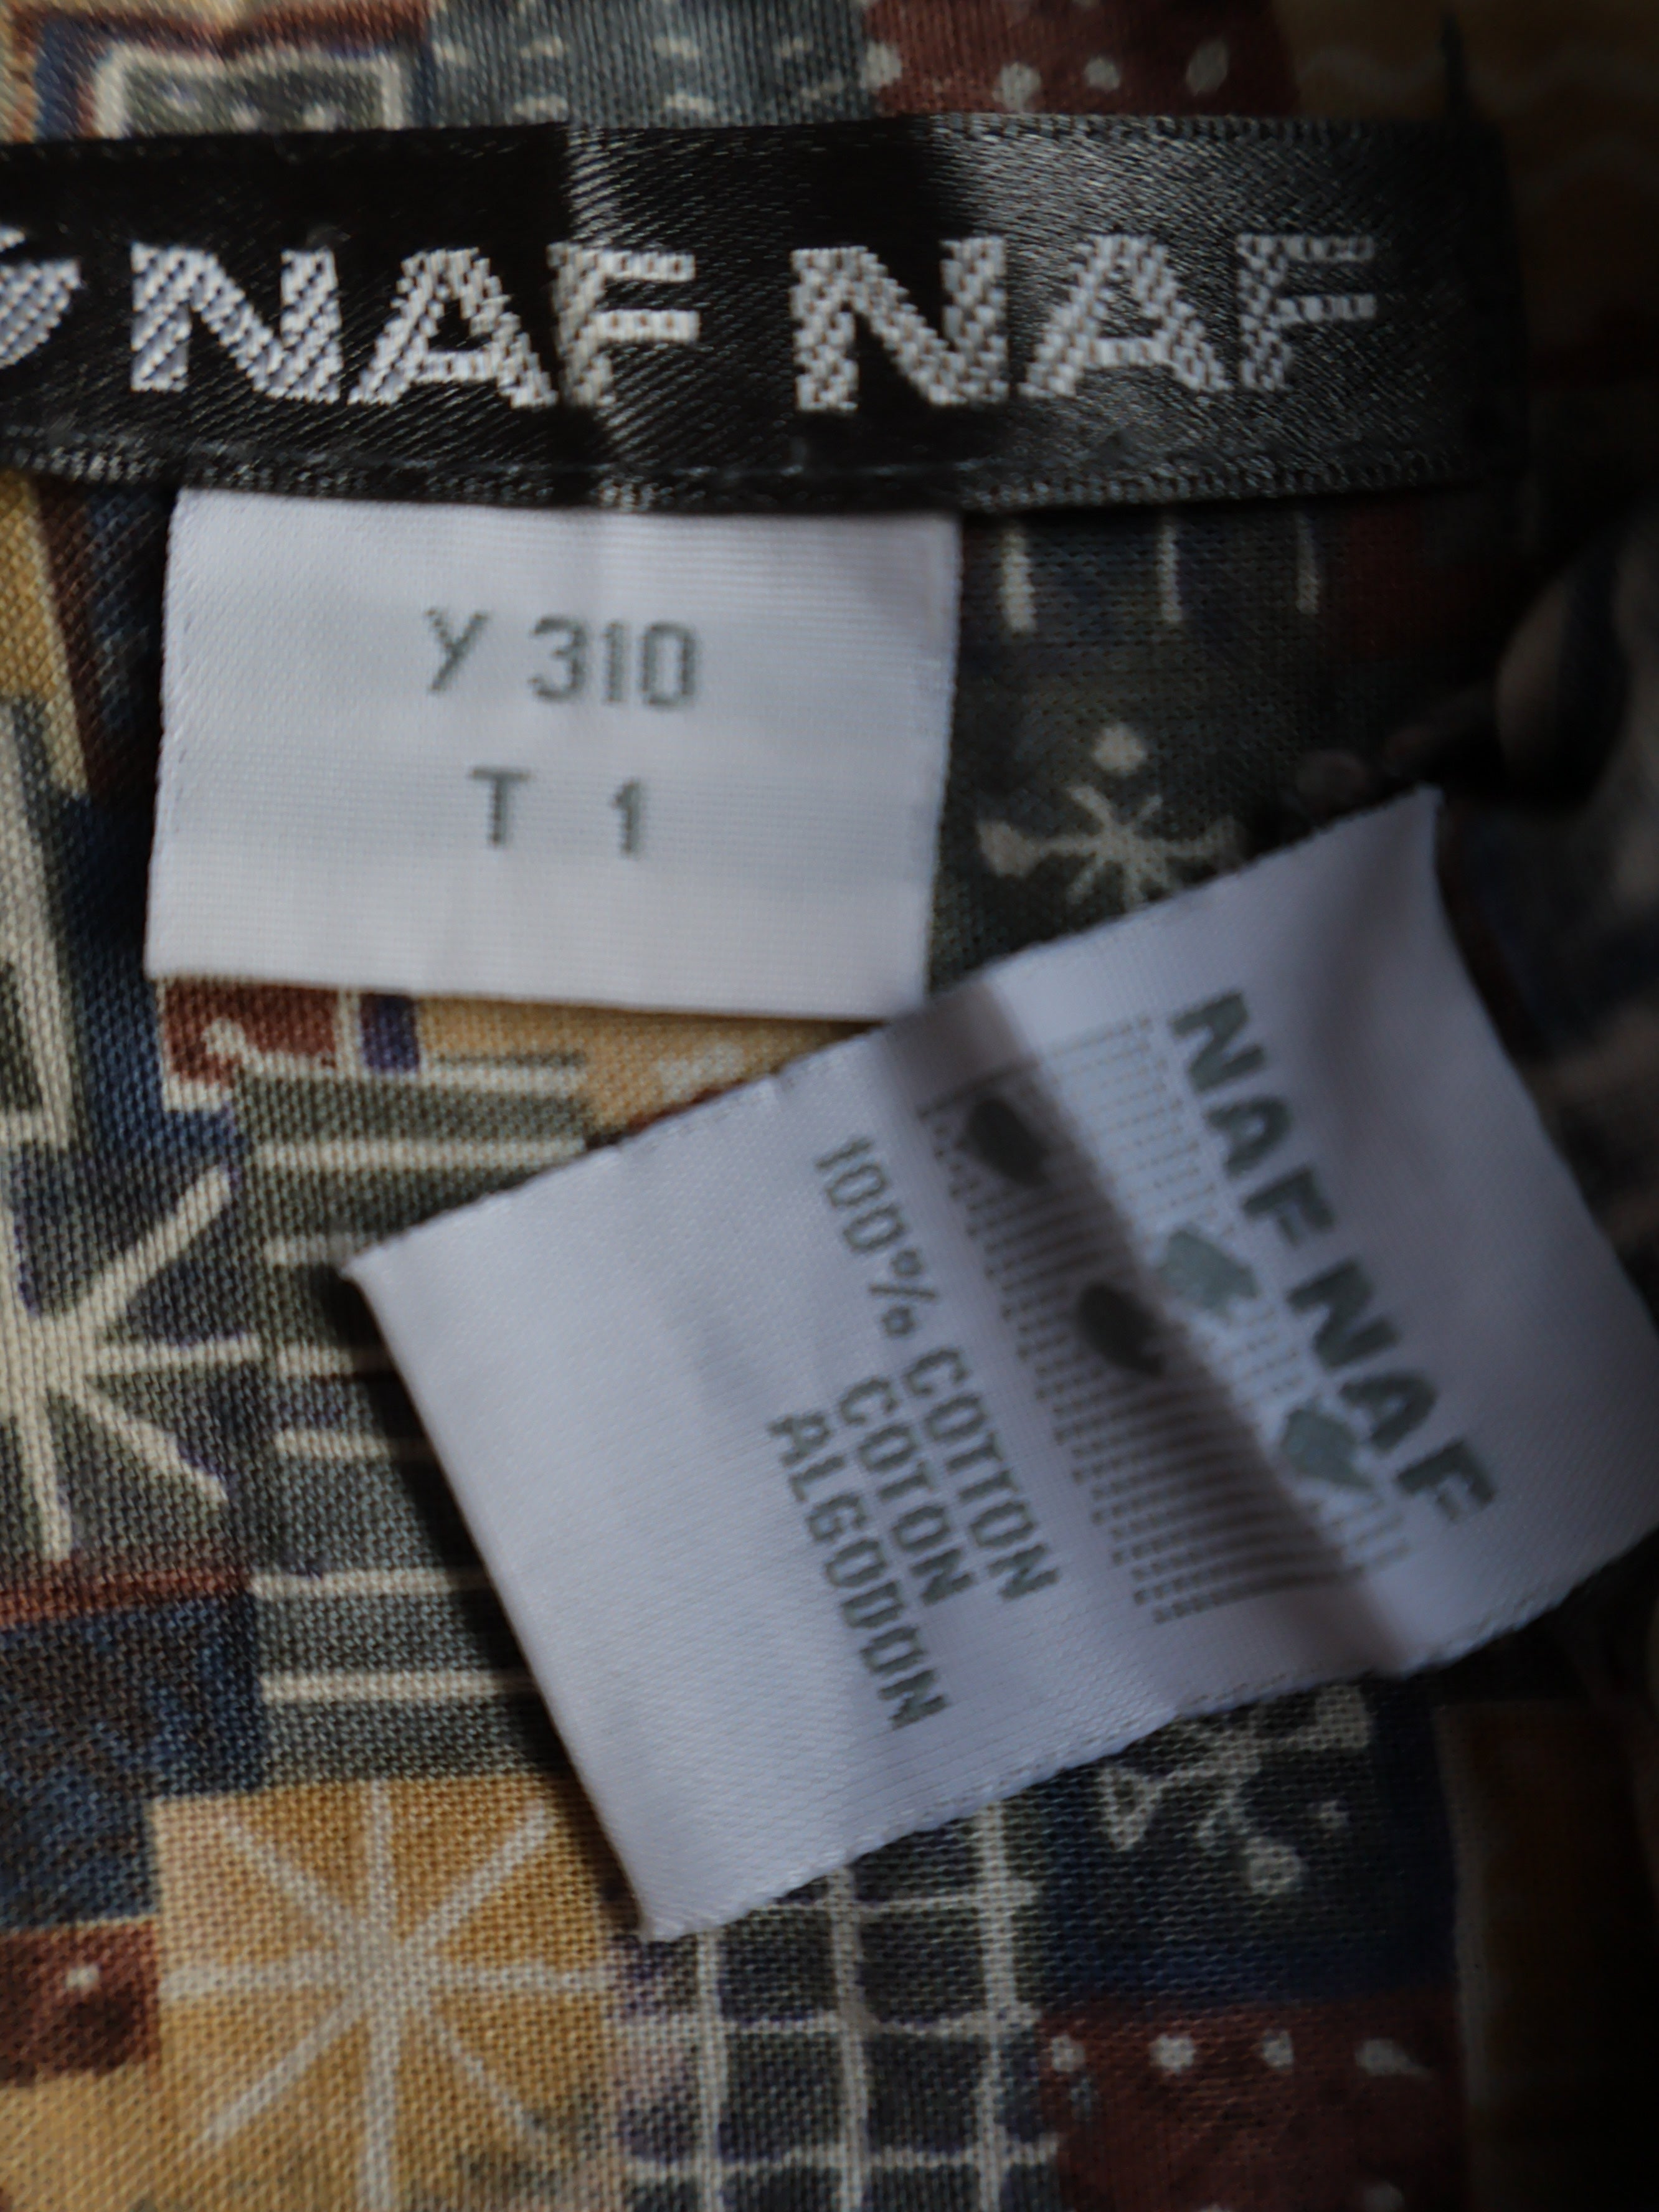 NAF NAF
Y 310
T 1
NAF NAF
100% COTTON
COTON
ALGODON